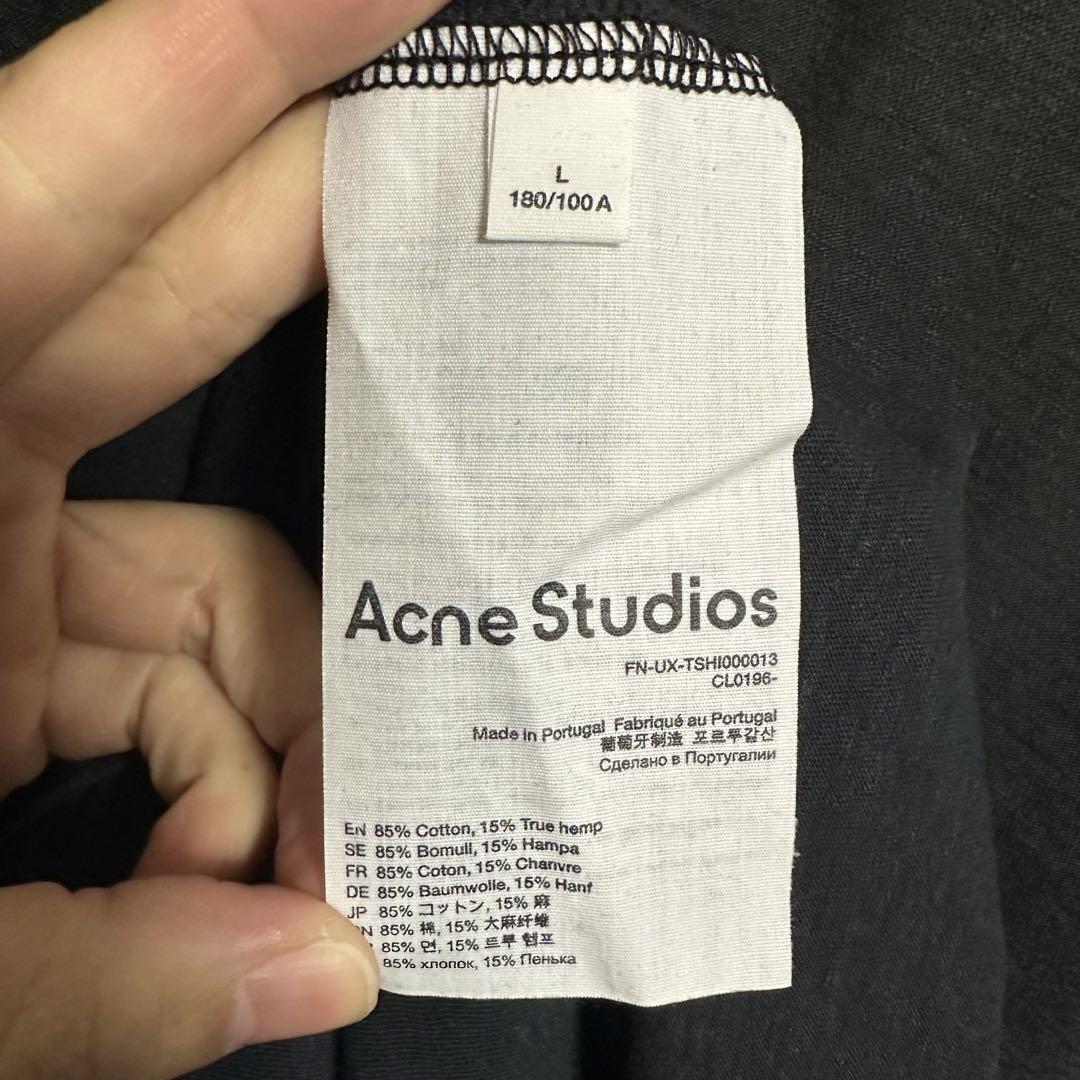 L
180/100A
Acne Studios
FN-UX-TSHI000013
CL0196-
Made in Portugal Fabriqué au Portugal
葡萄牙制造 포르투갈산
Сделано в Португалии
EN 85% Cotton, 15% True hemp
SE 85% Bomull, 15% Hampa
FR 85% Coton, 15% Chanvre
DE 85% Baumwolle, 15% Hanf
JP 85% コットン, 15% 麻
85% 棉, 15% 大麻纤维
85% 면, 15% 트루 헴프
85% хлопок, 15% Пенька